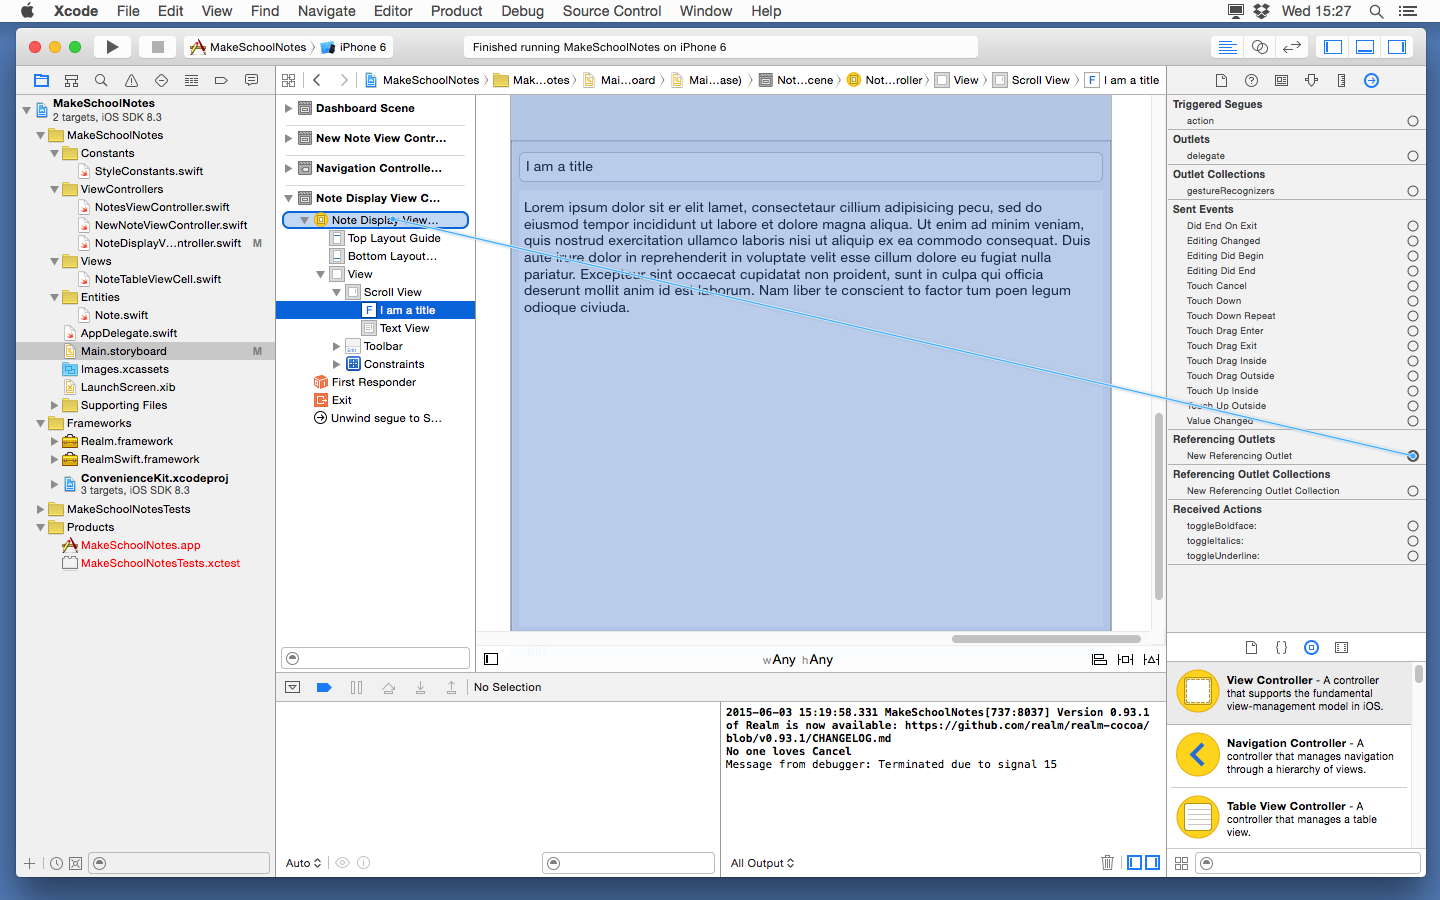 Xcode File Edit View Find Navigate Editor Product Debug Source Control Window Help Wed 15:27
MakeSchoolNotes iPhone 6
Finished running MakeSchoolNotes on iPhone 6
MakeSchoolNotes Mak...otes) Mai...oard Mai...ase) Not...cene Not...roller View Scroll View F I am a title
MakeSchoolNotes
2 targets, iOS SDK 8.3
MakeSchoolNotes
Constants
StyleConstants.swift
ViewControllers
NotesViewController.swift
NewNoteViewController.swift
NoteDisplayV...ntroller.swift M
Views
NoteTableViewCell.swift
Entities
Note.swift
AppDelegate.swift
Main.storyboard M
Images.xcassets
LaunchScreen.xib
Supporting Files
Frameworks
Realm.framework
RealmSwift.framework
ConvenienceKit.xcodeproj
3 targets, iOS SDK 8.3
MakeSchoolNotesTests
Products
MakeSchoolNotes.app
MakeSchoolNotesTests.xctest
Dashboard Scene
New Note View Contr...
Navigation Controlle...
Note Display View C...
Note Display View...
Top Layout Guide
Bottom Layout...
View
Scroll View
F I am a title
Text View
Toolbar
Constraints
First Responder
Exit
Unwind segue to S...
I am a title
Lorem ipsum dolor sit er elit lamet, consectetaur cillium adipisicing pecu, sed do
eiusmod tempor incididunt ut labore et dolore magna aliqua. Ut enim ad minim veniam,
quis nostrud exercitation ullamco laboris nisi ut aliquip ex ea commodo consequat. Duis
aute irure dolor in reprehenderit in voluptate velit esse cillum dolore eu fugiat nulla
pariatur. Excepteur sint occaecat cupidatat non proident, sunt in culpa qui officia
deserunt mollit anim id est laborum. Nam liber te conscient to factor tum poen legum
odioque civiuda.
wAny hAny
Triggered Segues
action
Outlets
delegate
Outlet Collections
gestureRecognizers
Sent Events
Did End On Exit
Editing Changed
Editing Did Begin
Editing Did End
Touch Cancel
Touch Down
Touch Down Repeat
Touch Drag Enter
Touch Drag Exit
Touch Drag Inside
Touch Drag Outside
Touch Up Inside
Touch Up Outside
Value Changed
Referencing Outlets
New Referencing Outlet
Referencing Outlet Collections
New Referencing Outlet Collection
Received Actions
toggleBoldface:
toggleItalics:
toggleUnderline:
{}
View Controller - A controller
that supports the fundamental
view-management model in iOS.
Navigation Controller - A
controller that manages navigation
through a hierarchy of views.
Table View Controller - A
controller that manages a table
view.
No Selection
2015-06-03 15:19:58.331 MakeSchoolNotes[737:8037] Version 0.93.1
of Realm is now available: https://github.com/realm/realm-cocoa/
blob/v0.93.1/CHANGELOG.md
No one loves Cancel
Message from debugger: Terminated due to signal 15
Auto
All Output